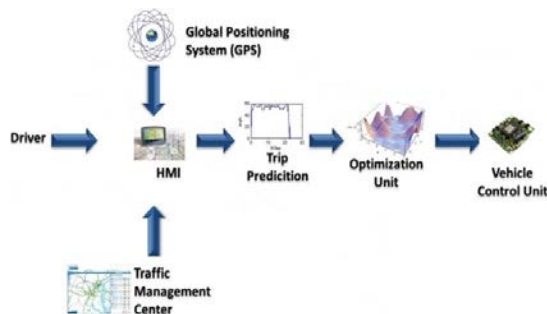 Global Positioning
System (GPS)
Driver
HMI
Trip
Predicition
Optimization
Unit
Vehicle
Control Unit
Traffic
Management
Center